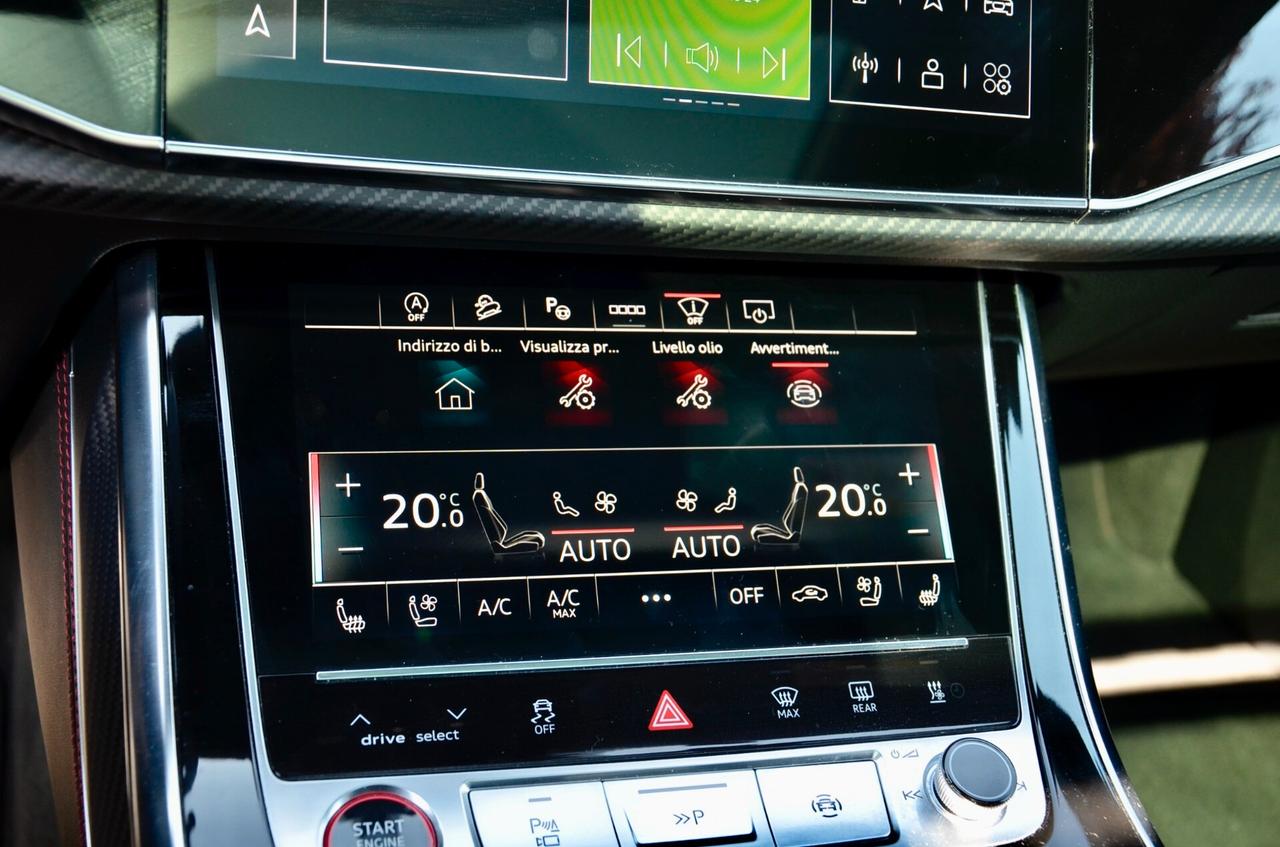 OFF
P
OFF
Indirizzo di b...
Visualizza pr...
Livello olio
Avvertiment...
+
20.0°C
−
AUTO
AUTO
20.0°C
+
−
A/C
A/C
MAX
•••
OFF
drive select
OFF
MAX
REAR
START
ENGINE
P
>>P